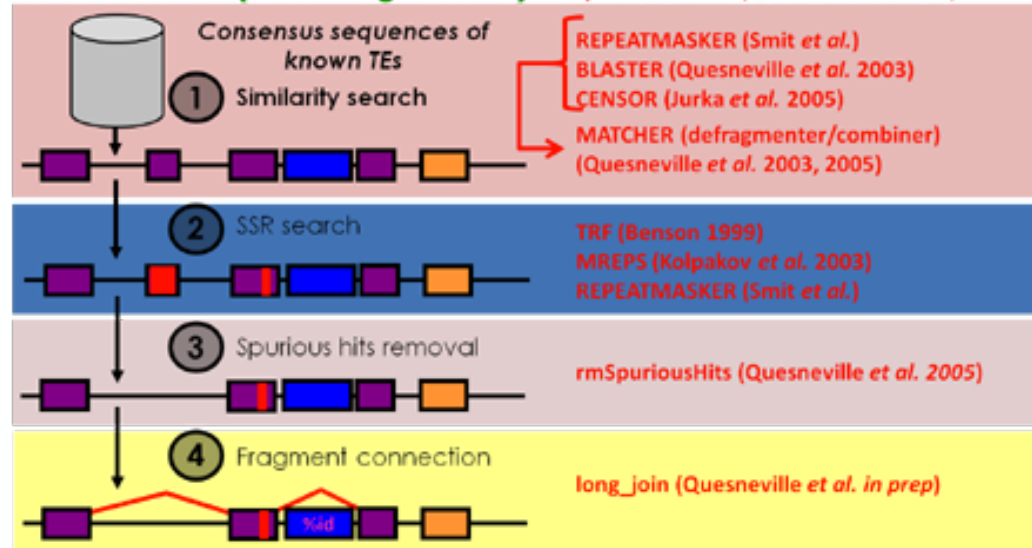 Consensus sequences of
known TEs
1 Similarity search
REPEATMASKER (Smit et al.)
BLASTER (Quesneville et al. 2003)
CENSOR (Jurka et al. 2005)
MATCHER (defragmenter/combiner)
(Quesneville et al. 2003, 2005)
2 SSR search
TRF (Benson 1999)
MREPS (Kolpakov et al. 2003)
REPEATMASKER (Smit et al.)
3 Spurious hits removal
rmSpuriousHits (Quesneville et al. 2005)
4 Fragment connection
long_join (Quesneville et al. in prep)
%id